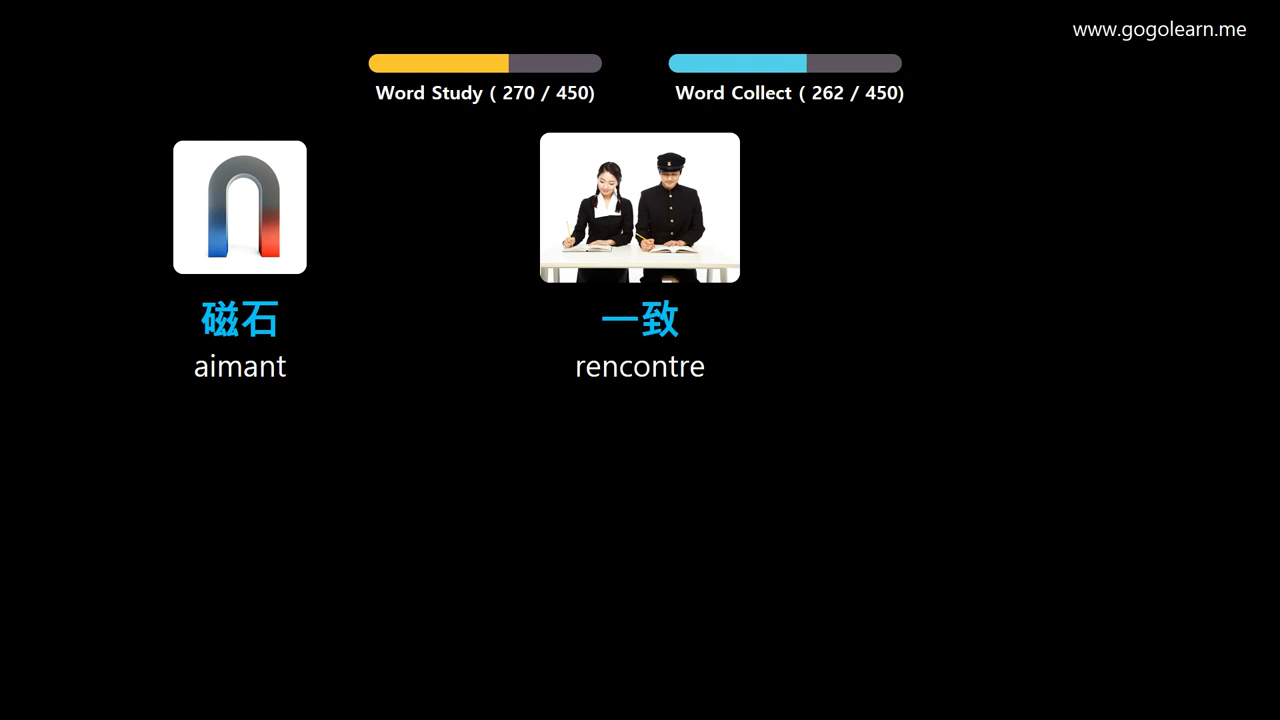 www.gogolearn.me
Word Study ( 270 / 450)
Word Collect ( 262 / 450)
磁石
aimant
一致
rencontre